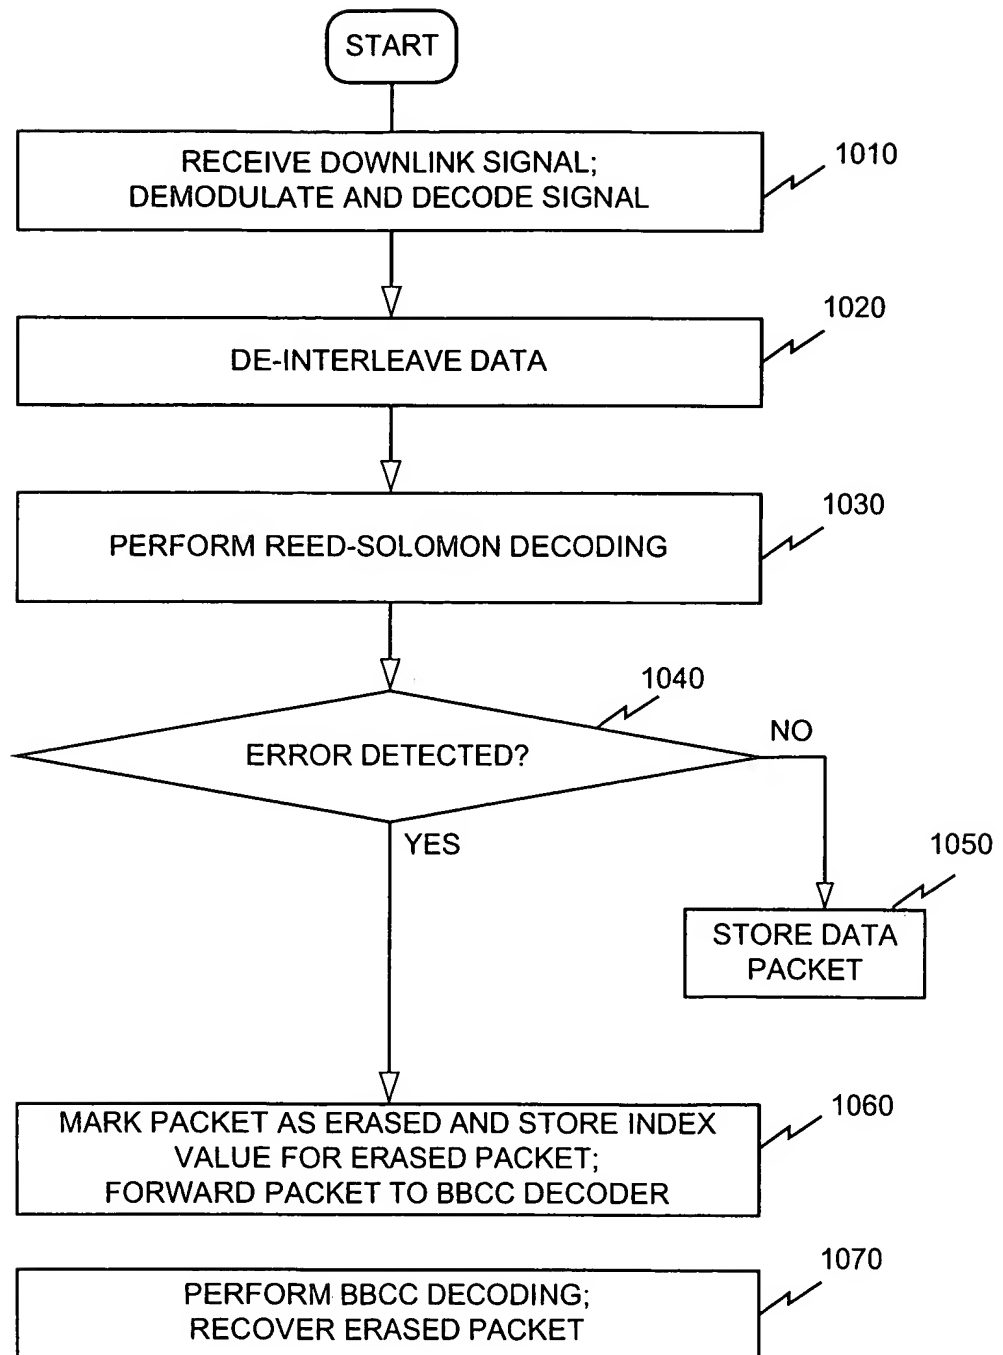 START
RECEIVE DOWNLINK SIGNAL;
DEMODULATE AND DECODE SIGNAL
1010
1020
DE-INTERLEAVE DATA
1030
PERFORM REED-SOLOMON DECODING
1040
ERROR DETECTED?
NO
YES
1050
STORE DATA
PACKET
1060
MARK PACKET AS ERASED AND STORE INDEX
VALUE FOR ERASED PACKET;
FORWARD PACKET TO BBCC DECODER
1070
PERFORM BBCC DECODING;
RECOVER ERASED PACKET